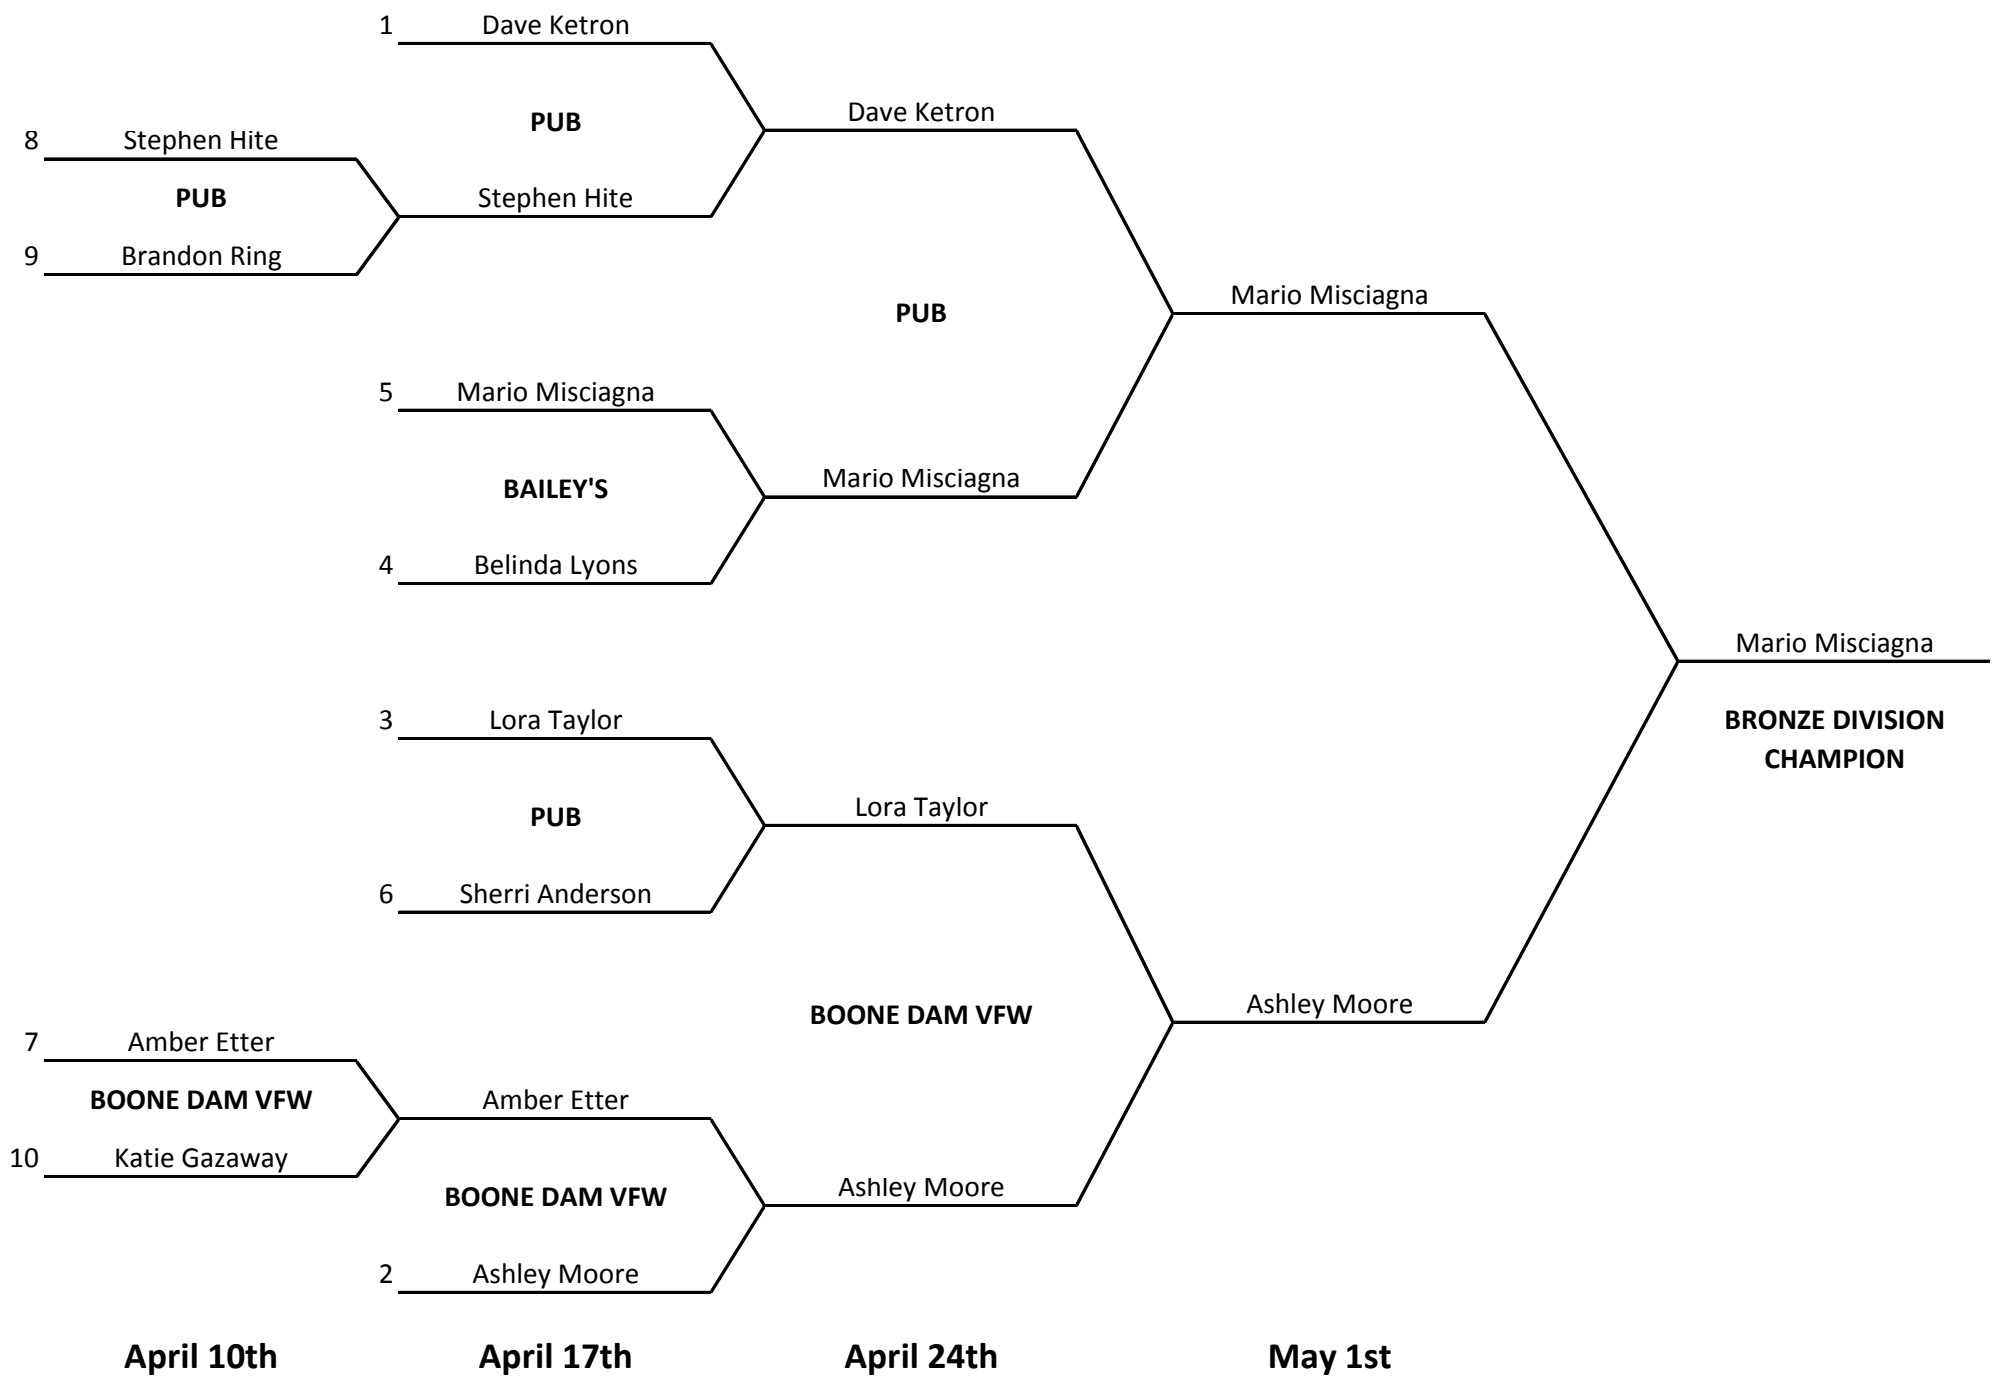 1 Dave Ketron
PUB
8 Stephen Hite
PUB
9 Brandon Ring
Stephen Hite
Dave Ketron
PUB
5 Mario Misciagna
BAILEY'S
4 Belinda Lyons
Mario Misciagna
Mario Misciagna
3 Lora Taylor
PUB
6 Sherri Anderson
Lora Taylor
BOONE DAM VFW
7 Amber Etter
BOONE DAM VFW
10 Katie Gazaway
Amber Etter
BOONE DAM VFW
2 Ashley Moore
Ashley Moore
Ashley Moore
Mario Misciagna
BRONZE DIVISION
CHAMPION
April 10th April 17th April 24th May 1st